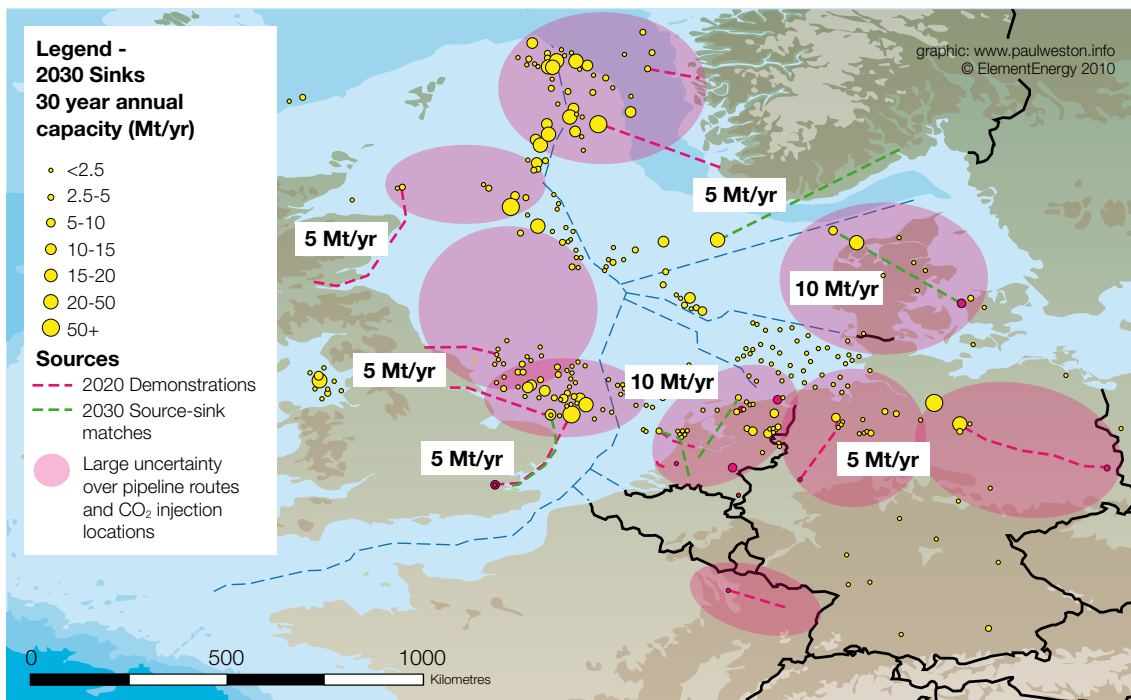 Legend -
2030 Sinks
30 year annual
capacity (Mt/yr)
<2.5
2.5-5
5-10
10-15
15-20
20-50
50+
Sources
2020 Demonstrations
2030 Source-sink
matches
Large uncertainty
over pipeline routes
and CO₂ injection
locations
graphic: www.paulweston.info
© ElementEnergy 2010
5 Mt/yr
5 Mt/yr
10 Mt/yr
5 Mt/yr
10 Mt/yr
5 Mt/yr
5 Mt/yr
0 500 1000
Kilometres